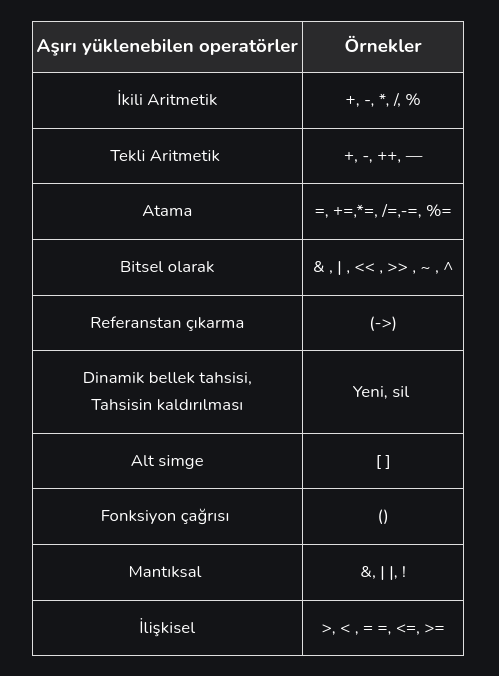 Aşırı yüklenebilen operatörler Örnekler
İkili Aritmetik +, -, *, /, %
Tekli Aritmetik +, -, ++, —
Atama =, +=,*=, /=,-=, %=
Bitsel olarak & , | , << , >> , ~ , ^
Referanstan çıkarma (->)
Dinamik bellek tahsisi,
Tahsisin kaldırılması Yeni, sil
Alt simge [ ]
Fonksiyon çağrısı ()
Mantıksal &, | |, !
İlişkisel >, < , = =, <=, >=